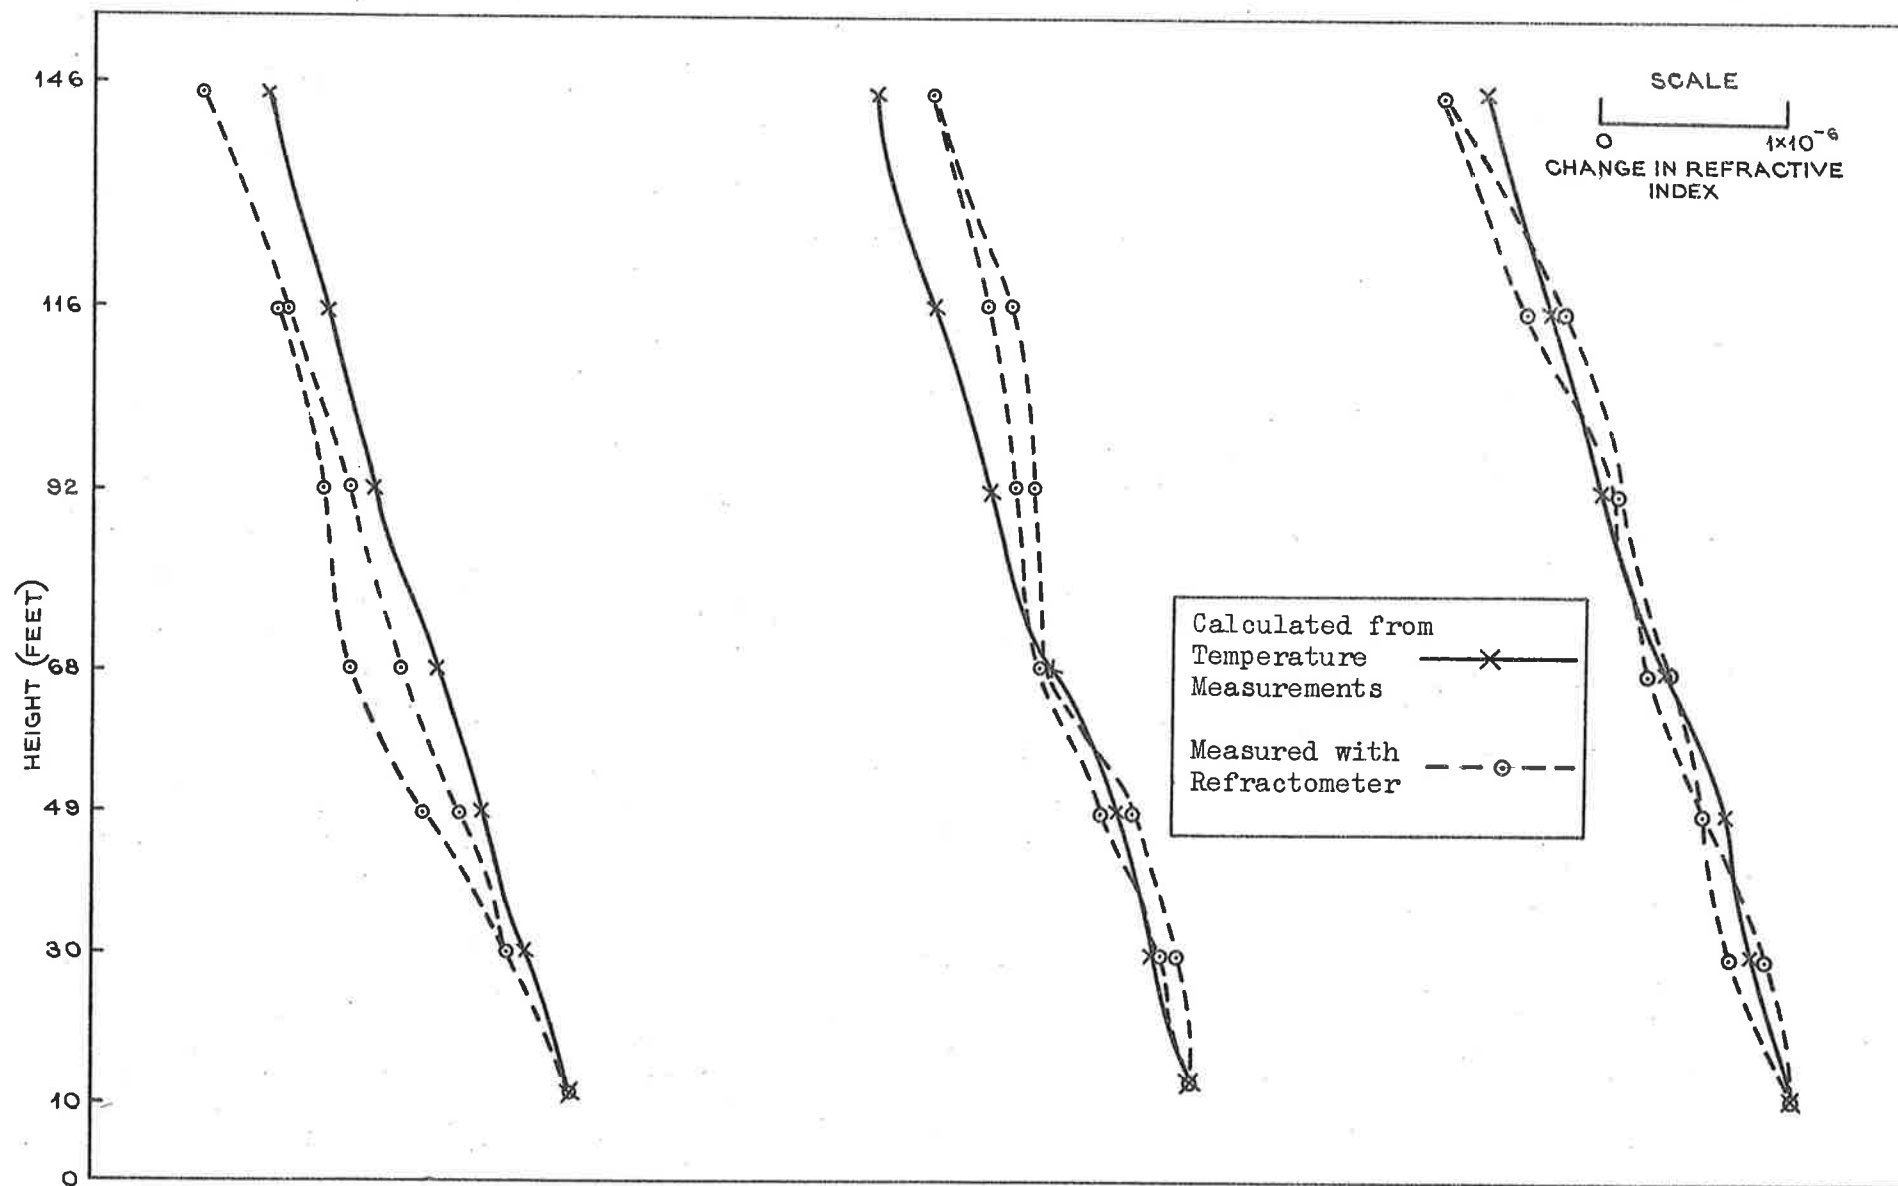 146
116
92
68
49
30
10
0
HEIGHT (FEET)
SCALE
0 1×10⁻⁶
CHANGE IN REFRACTIVE
INDEX
Calculated from
Temperature
Measurements
Measured with
Refractometer